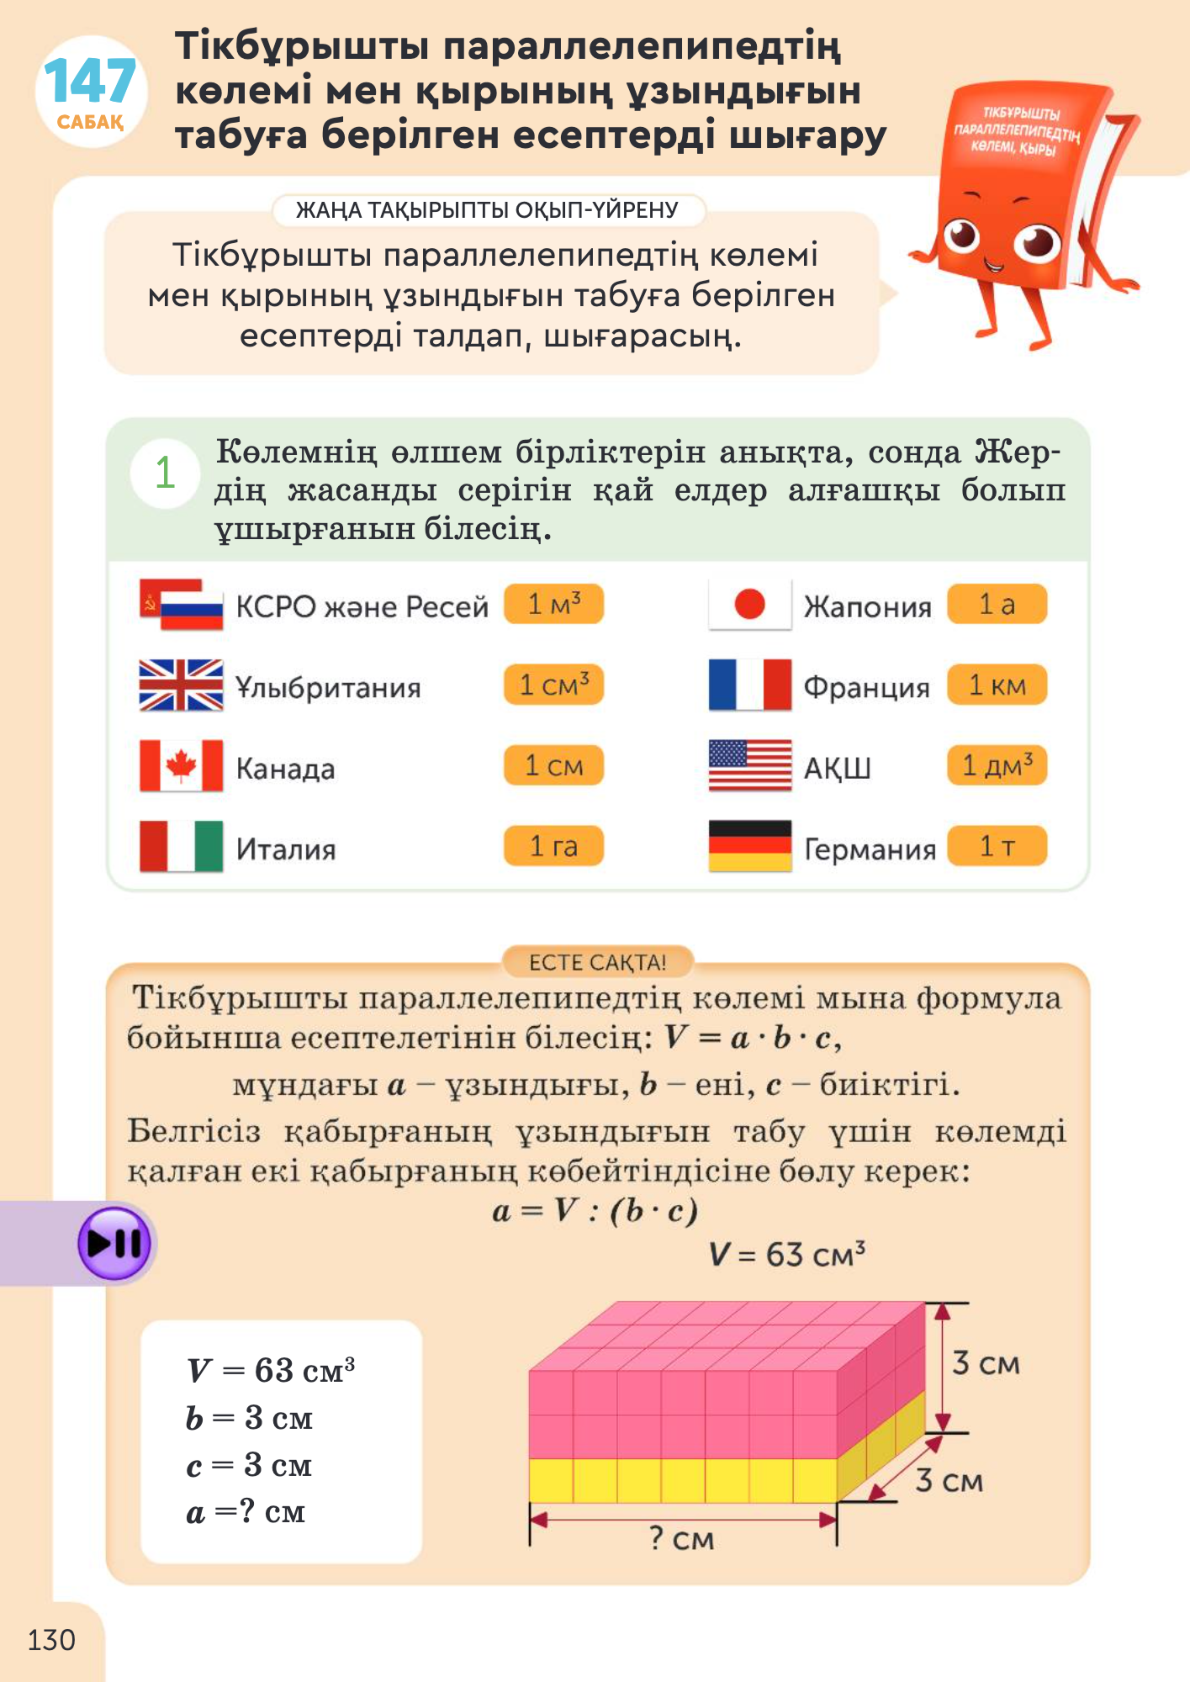 147
САБАҚ
Тікбұрышты параллелепипедтің
көлемі мен қырының ұзындығын
табуға берілген есептерді шығару
ТІКБҰРЫШТЫ
ПАРАЛЛЕЛЕПИПЕДТІҢ
КӨЛЕМІ, ҚЫРЫ
ЖАҢА ТАҚЫРЫПТЫ ОҚЫП-ҮЙРЕНУ
Тікбұрышты параллелепипедтің көлемі
мен қырының ұзындығын табуға берілген
есептерді талдап, шығарасың.
1
Көлемнің өлшем бірліктерін анықта, сонда Жер-
дің жасанды серігін қай елдер алғашқы болып
ұшырғанын білесің.
КСРО және Ресей 1 м³
Жапония 1 а
Ұлыбритания 1 см³
Франция 1 км
Канада 1 см
АҚШ 1 дм³
Италия 1 га
Германия 1 т
ЕСТЕ САҚТА!
Тікбұрышты параллелепипедтің көлемі мына формула
бойынша есептелетінін білесің: V = a · b · c,
мұндағы a – ұзындығы, b – ені, c – биіктігі.
Белгісіз қабырғаның ұзындығын табу үшін көлемді
қалған екі қабырғаның көбейтіндісіне бөлу керек:
a = V : (b · c)
V = 63 см³
V = 63 см³
b = 3 см
c = 3 см
a =? см
3 см
3 см
? см
130